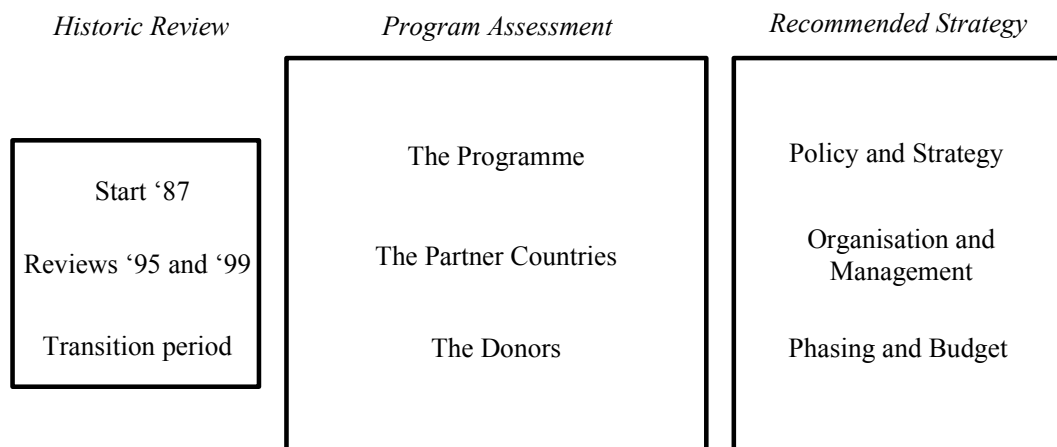 Historic Review
Program Assessment
Recommended Strategy
Start ‘87
Reviews ‘95 and ‘99
Transition period
The Programme
The Partner Countries
The Donors
Policy and Strategy
Organisation and
Management
Phasing and Budget